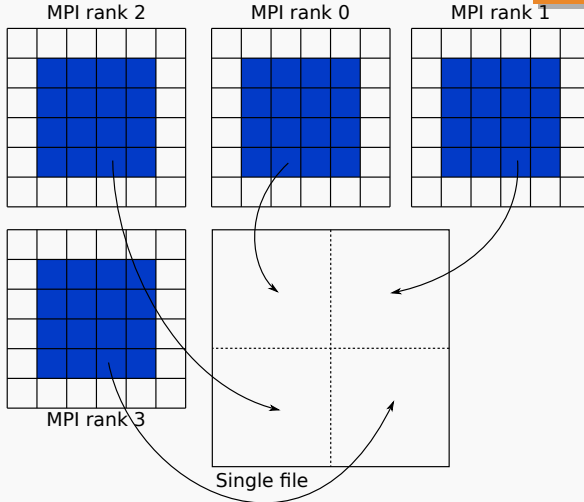 MPI rank 2
MPI rank 0
MPI rank 1
MPI rank 3
Single file